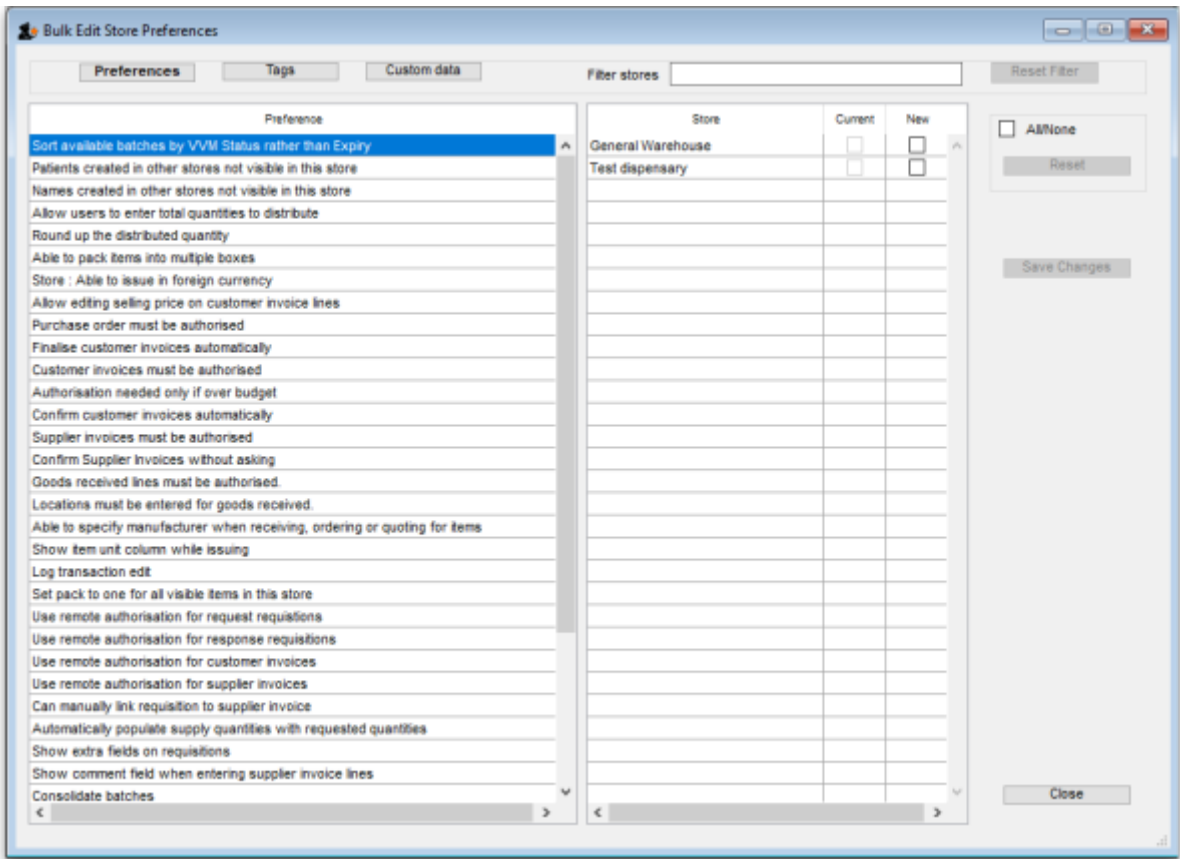 Bulk Edit Store Preferences
Preferences Tags Custom data Filter stores Reset Filter
Preference Store Current New
All/None
Sort available batches by VVM Status rather than Expiry General Warehouse
Patients created in other stores not visible in this store Test dispensary Reset
Names created in other stores not visible in this store
Allow users to enter total quantities to distribute
Round up the distributed quantity
Able to pack items into multiple boxes
Save Changes
Store : Able to issue in foreign currency
Allow editing selling price on customer invoice lines
Purchase order must be authorised
Finalise customer invoices automatically
Customer invoices must be authorised
Authorisation needed only if over budget
Confirm customer invoices automatically
Supplier invoices must be authorised
Confirm Supplier Invoices without asking
Goods received lines must be authorised.
Locations must be entered for goods received.
Able to specify manufacturer when receiving, ordering or quoting for items
Show item unit column while issuing
Log transaction edit
Set pack to one for all visible items in this store
Use remote authorisation for request requistions
Use remote authorisation for response requisitions
Use remote authorisation for customer invoices
Use remote authorisation for supplier invoices
Can manually link requisition to supplier invoice
Automatically populate supply quantities with requested quantities
Show extra fields on requisitions
Show comment field when entering supplier invoice lines
Consolidate batches Close